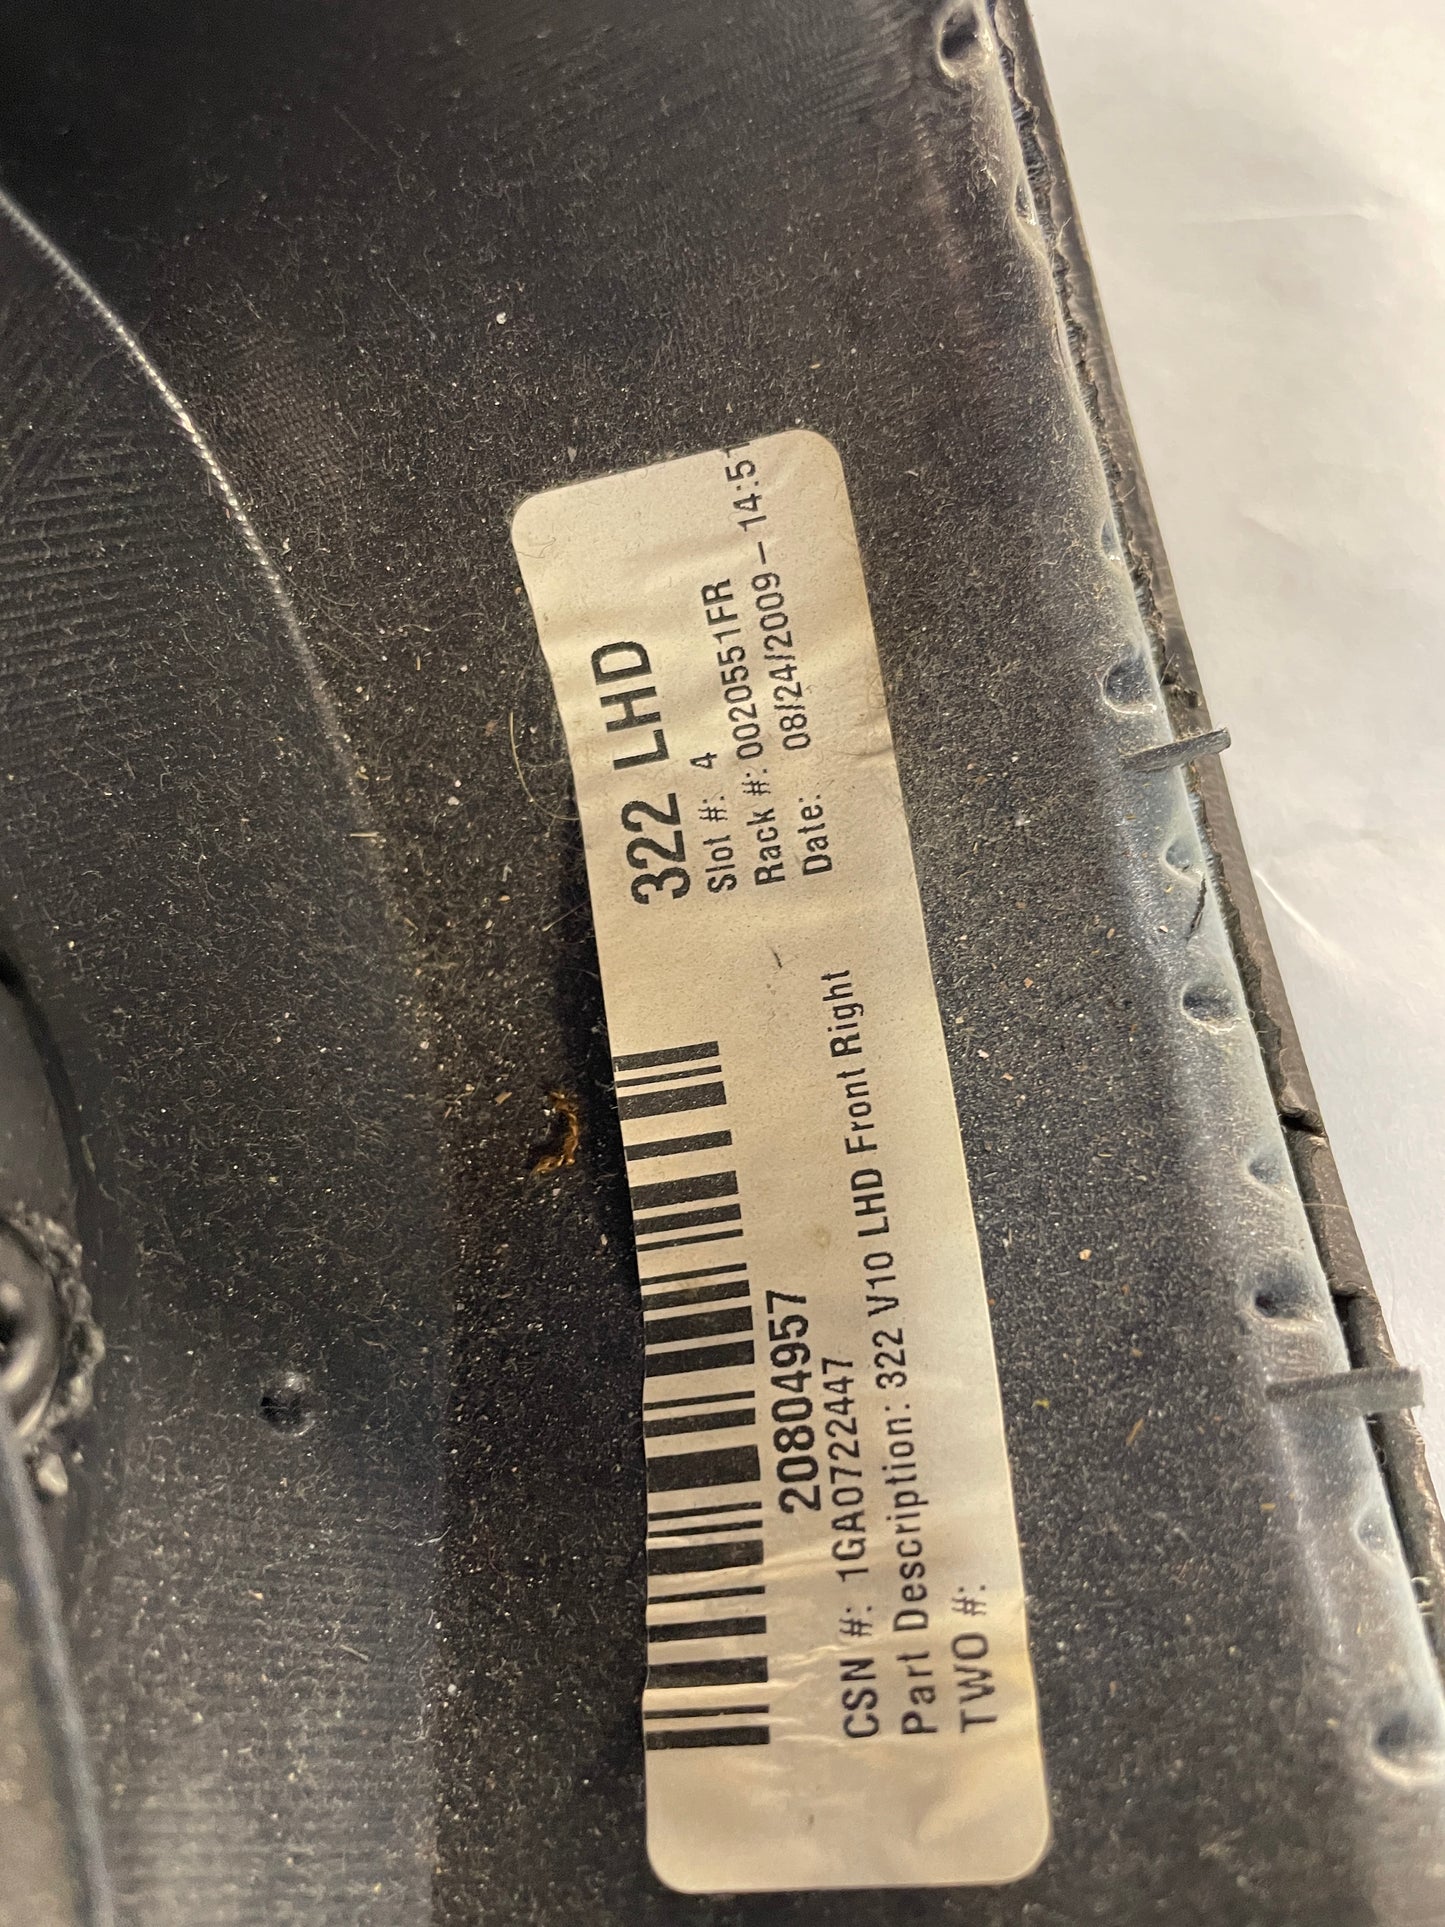 322 LHD
Slot #: 4
Rack #: 0020551FR
Date: 08/24/2009-14:51
20804957
CSN #: 1GA0722447
Part Description: 322 V10 LHD Front Right
TWO #: